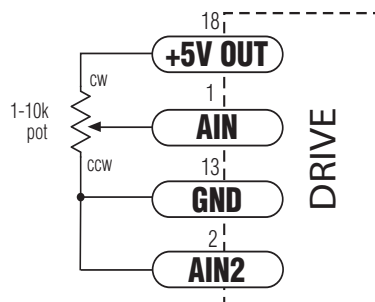 18
+5V OUT
CW
1
1-10k
pot
AIN
CCW
13
GND
2
AIN2
DRIVE